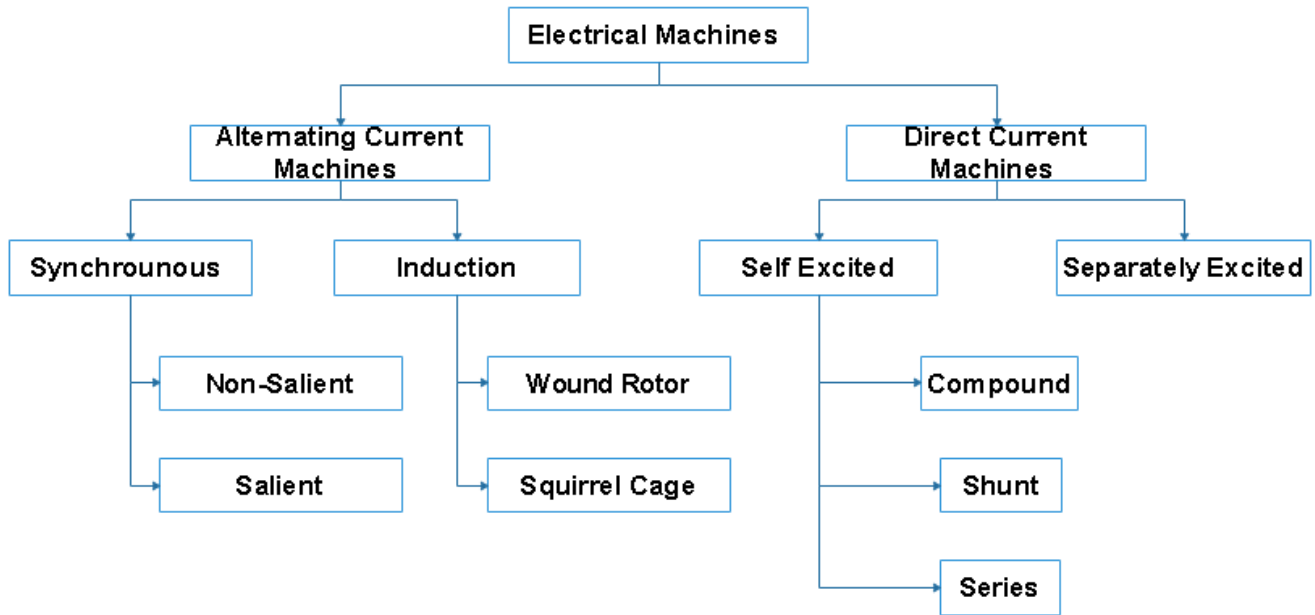 Electrical Machines
Alternating Current
Machines
Direct Current
Machines
Synchrounous
Induction
Self Excited
Separately Excited
Non-Salient
Wound Rotor
Compound
Salient
Squirrel Cage
Shunt
Series